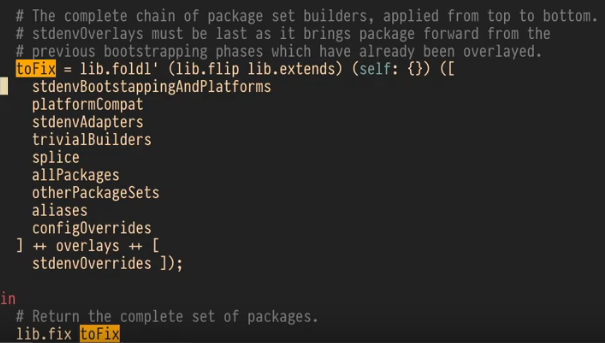 # The complete chain of package set builders, applied from top to bottom.
# stdenvOverlays must be last as it brings package forward from the
# previous bootstrapping phases which have already been overlayed.
toFix = lib.foldl' (lib.flip lib.extends) (self: {}) ([
stdenvBootstappingAndPlatforms
platformCompat
stdenvAdapters
trivialBuilders
splice
allPackages
otherPackageSets
aliases
configOverrides
] ++ overlays ++ [
stdenvOverrides ]);
in
# Return the complete set of packages.
lib.fix toFix